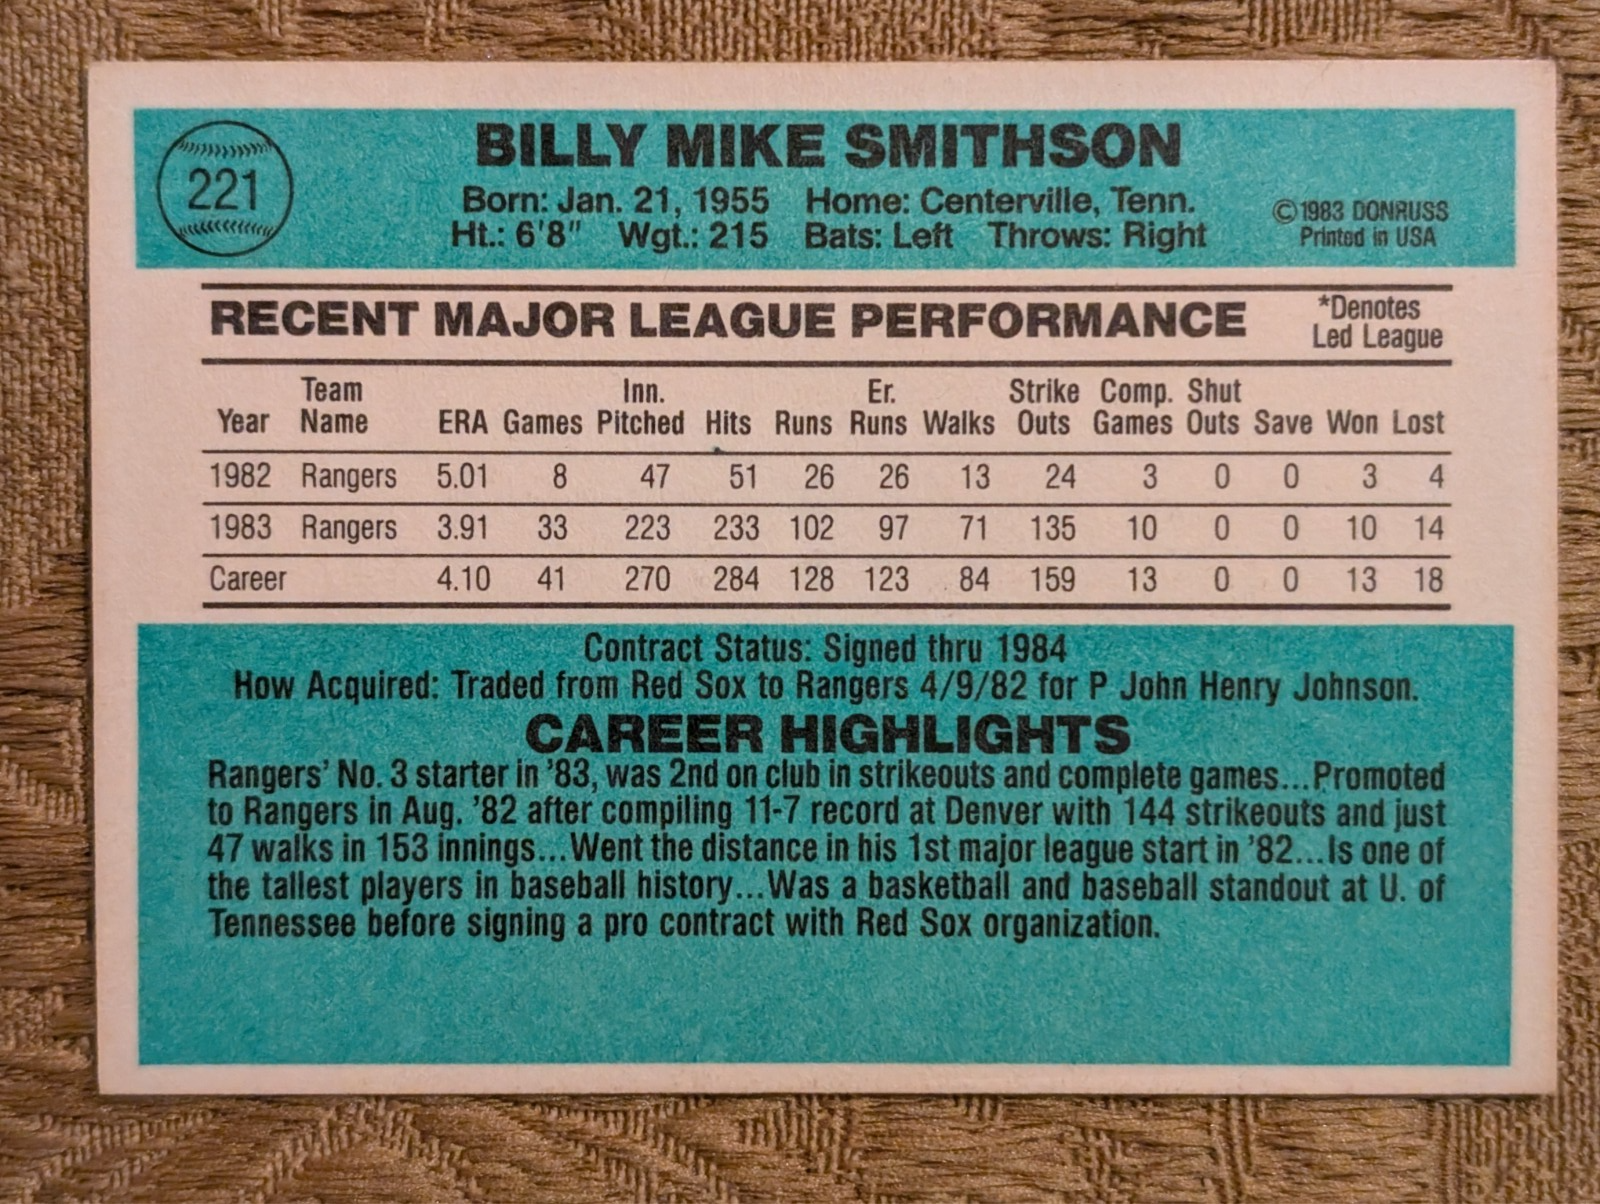 221
BILLY MIKE SMITHSON
Born: Jan. 21, 1955 Home: Centerville, Tenn.
Ht.: 6'8" Wgt.: 215 Bats: Left Throws: Right
©1983 DONRUSS
Printed in USA
RECENT MAJOR LEAGUE PERFORMANCE
*Denotes
Led League
Team Inn. Er. Strike Comp. Shut
Year Name ERA Games Pitched Hits Runs Runs Walks Outs Games Outs Save Won Lost
1982 Rangers 5.01 8 47 51 26 26 13 24 3 0 0 3 4
1983 Rangers 3.91 33 223 233 102 97 71 135 10 0 0 10 14
Career 4.10 41 270 284 128 123 84 159 13 0 0 13 18
Contract Status: Signed thru 1984
How Acquired: Traded from Red Sox to Rangers 4/9/82 for P John Henry Johnson.
CAREER HIGHLIGHTS
Rangers' No. 3 starter in '83, was 2nd on club in strikeouts and complete games...Promoted
to Rangers in Aug. '82 after compiling 11-7 record at Denver with 144 strikeouts and just
47 walks in 153 innings...Went the distance in his 1st major league start in '82...Is one of
the tallest players in baseball history...Was a basketball and baseball standout at U. of
Tennessee before signing a pro contract with Red Sox organization.